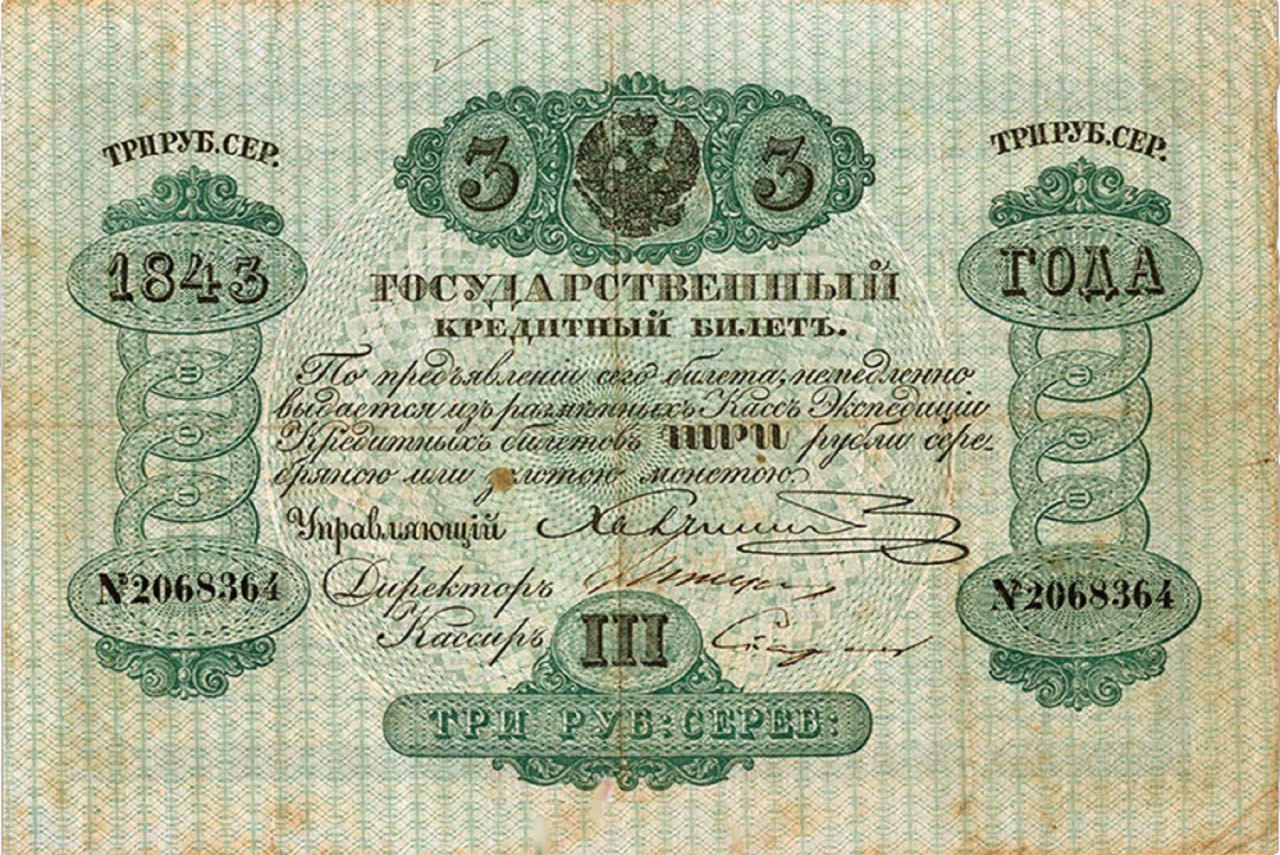 3 3
ТРИ РУБ. СЕР.
ТРИ РУБ. СЕР.
1843
ГОДА
ГОСУДАРСТВЕННЫЙ
КРЕДИТНЫЙ БИЛЕТЪ.
По предъявленіи сего билета, немедленно
выдается изъ размѣнныхъ Кассъ Экспедиціи
Кредитныхъ билетовъ ТРИ рубли сере-
бряною или золотою монетою.
Управляющій
Директоръ
Кассиръ
№2068364
№2068364
III
ТРИ РУБ: СЕРЕБ: